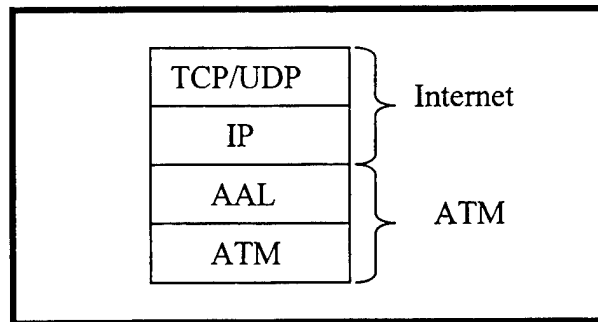 TCP/UDP
Internet
IP
AAL
ATM
ATM